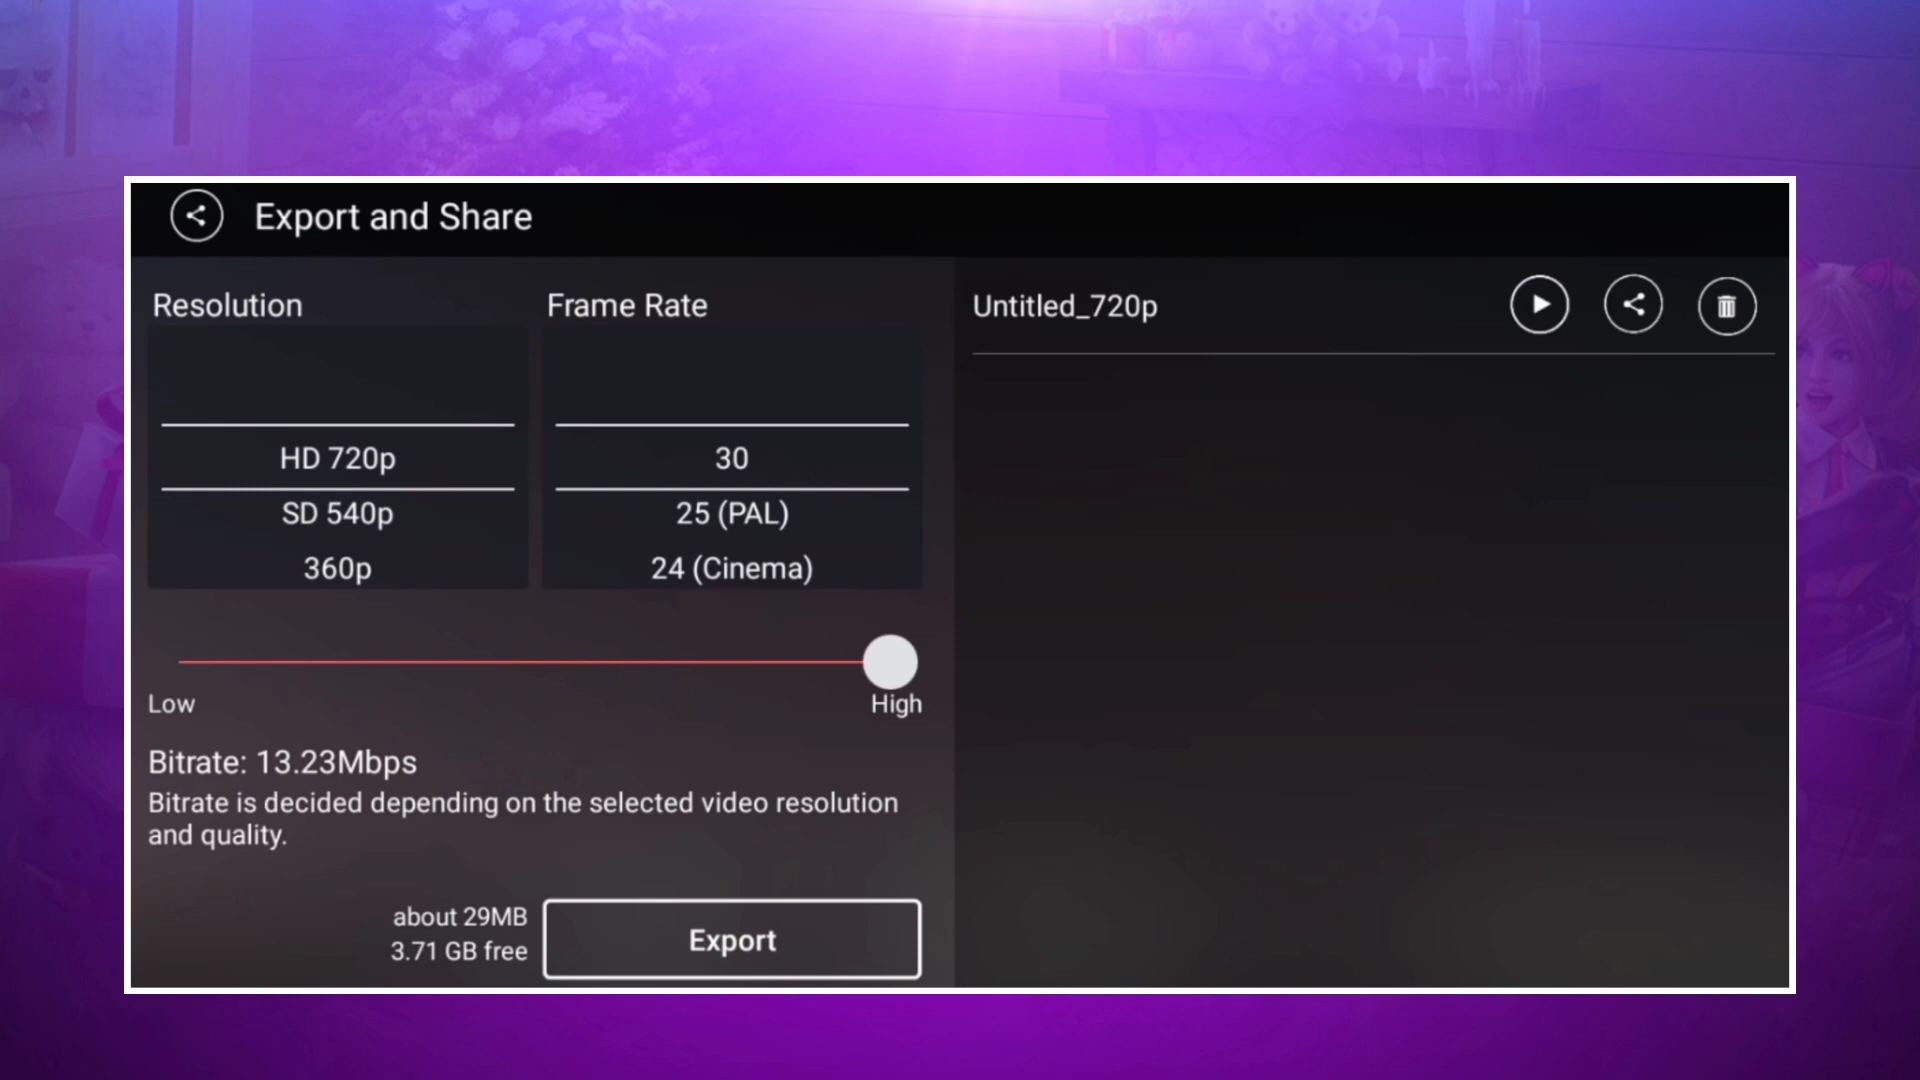 Export and Share
Resolution
Frame Rate
HD 720p
30
SD 540p
25 (PAL)
360p
24 (Cinema)
Low
High
Bitrate: 13.23Mbps
Bitrate is decided depending on the selected video resolution
and quality.
about 29MB
3.71 GB free
Export
Untitled_720p